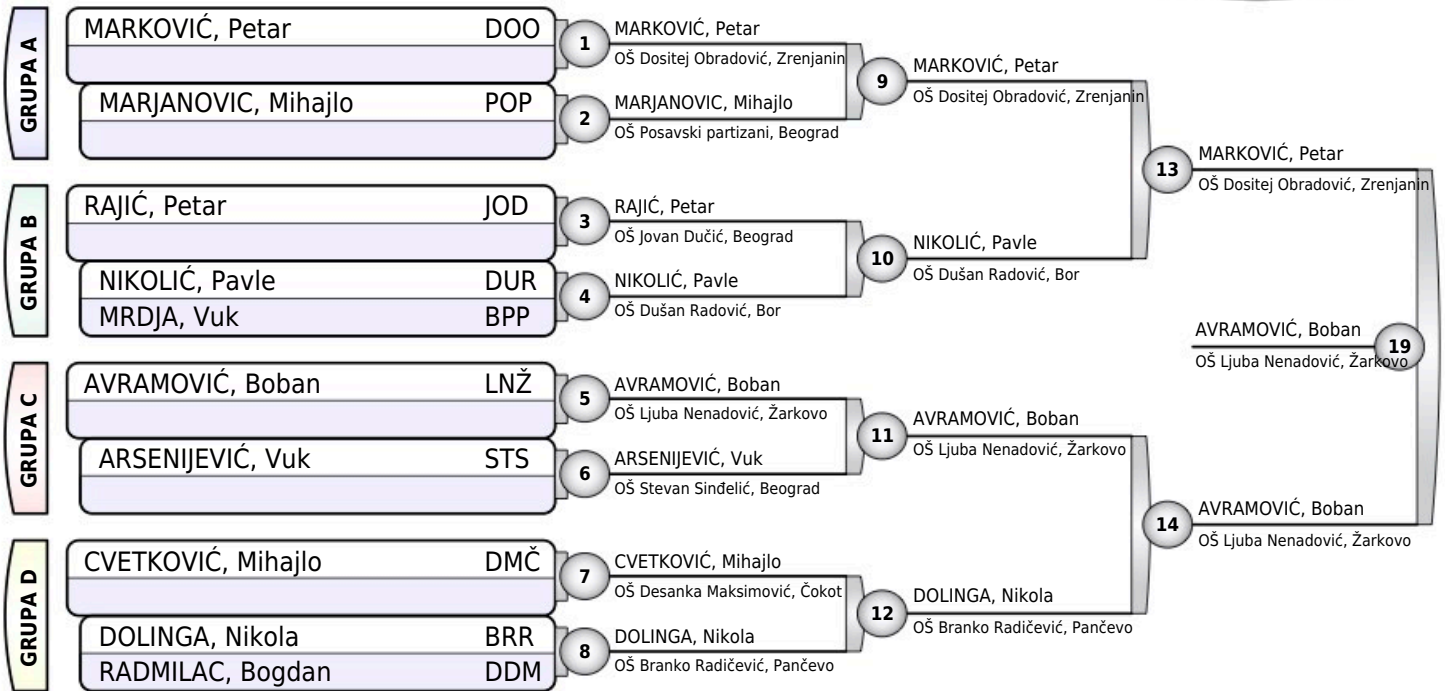 GRUPA A
MARKOVIĆ, Petar DOO
MARJANOVIC, Mihajlo POP
GRUPA B
RAJIĆ, Petar JOD
NIKOLIĆ, Pavle DUR
MRDJA, Vuk BPP
GRUPA C
AVRAMOVIĆ, Boban LNŽ
ARSENIJEVIĆ, Vuk STS
GRUPA D
CVETKOVIĆ, Mihajlo DMČ
DOLINGA, Nikola BRR
RADMILAC, Bogdan DDM
1
MARKOVIĆ, Petar
OŠ Dositej Obradović, Zrenjanin
2
MARJANOVIC, Mihajlo
OŠ Posavski partizani, Beograd
3
RAJIĆ, Petar
OŠ Jovan Dučić, Beograd
4
NIKOLIĆ, Pavle
OŠ Dušan Radović, Bor
5
AVRAMOVIĆ, Boban
OŠ Ljuba Nenadović, Žarkovo
6
ARSENIJEVIĆ, Vuk
OŠ Stevan Sinđelić, Beograd
7
CVETKOVIĆ, Mihajlo
OŠ Desanka Maksimović, Čokot
8
DOLINGA, Nikola
OŠ Branko Radičević, Pančevo
9
MARKOVIĆ, Petar
OŠ Dositej Obradović, Zrenjanin
10
NIKOLIĆ, Pavle
OŠ Dušan Radović, Bor
11
AVRAMOVIĆ, Boban
OŠ Ljuba Nenadović, Žarkovo
12
DOLINGA, Nikola
OŠ Branko Radičević, Pančevo
13
MARKOVIĆ, Petar
OŠ Dositej Obradović, Zrenjanin
14
AVRAMOVIĆ, Boban
OŠ Ljuba Nenadović, Žarkovo
AVRAMOVIĆ, Boban
19
OŠ Ljuba Nenadović, Žarkovo